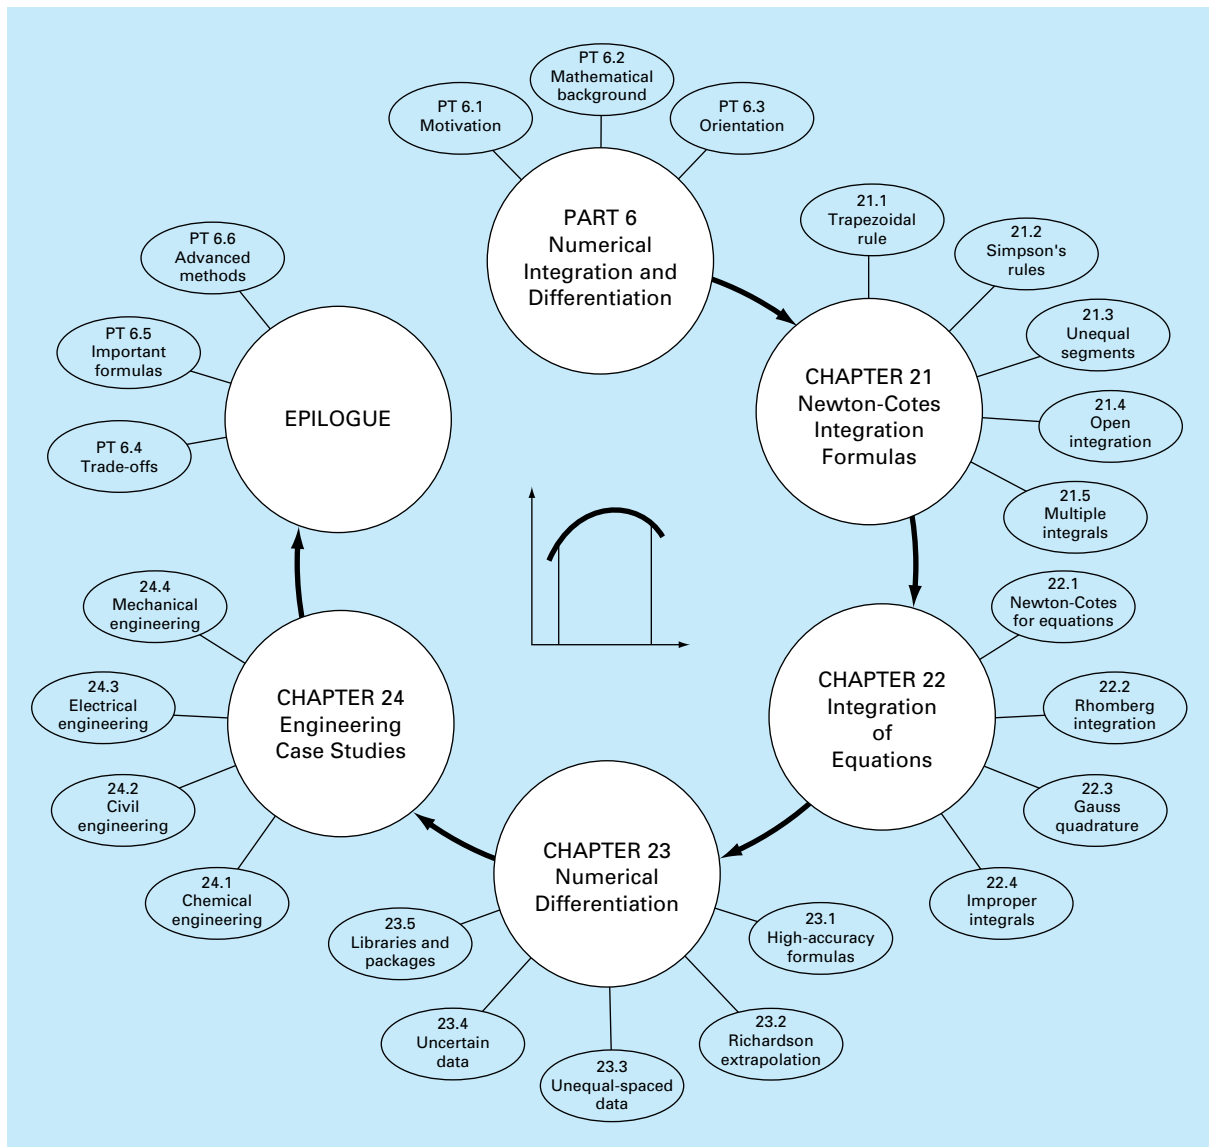 PT 6.1
Motivation
PT 6.2
Mathematical
background
PT 6.3
Orientation
PART 6
Numerical
Integration and
Differentiation
21.1
Trapezoidal
rule
21.2
Simpson's
rules
21.3
Unequal
segments
21.4
Open
integration
21.5
Multiple
integrals
CHAPTER 21
Newton-Cotes
Integration
Formulas
22.1
Newton-Cotes
for equations
22.2
Rhomberg
integration
22.3
Gauss
quadrature
22.4
Improper
integrals
CHAPTER 22
Integration
of
Equations
23.1
High-accuracy
formulas
23.2
Richardson
extrapolation
23.3
Unequal-spaced
data
23.4
Uncertain
data
23.5
Libraries and
packages
CHAPTER 23
Numerical
Differentiation
24.1
Chemical
engineering
24.2
Civil
engineering
24.3
Electrical
engineering
24.4
Mechanical
engineering
CHAPTER 24
Engineering
Case Studies
PT 6.4
Trade-offs
PT 6.5
Important
formulas
PT 6.6
Advanced
methods
EPILOGUE